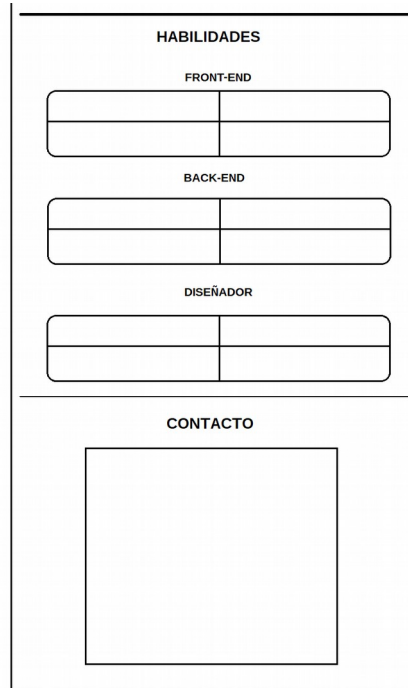 HABILIDADES
FRONT-END
BACK-END
DISEÑADOR
CONTACTO